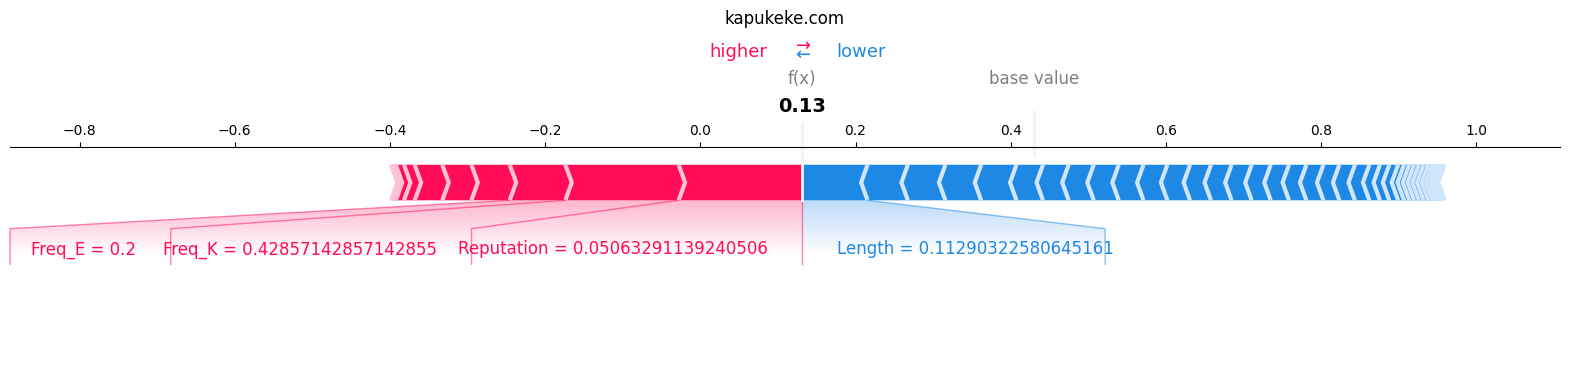 kapukeke.com
higher → ← lower
f(x) base value
0.13
−0.8 −0.6 −0.4 −0.2 0.0 0.2 0.4 0.6 0.8 1.0
Freq_E = 0.2 Freq_K = 0.42857142857142855 Reputation = 0.05063291139240506 Length = 0.11290322580645161